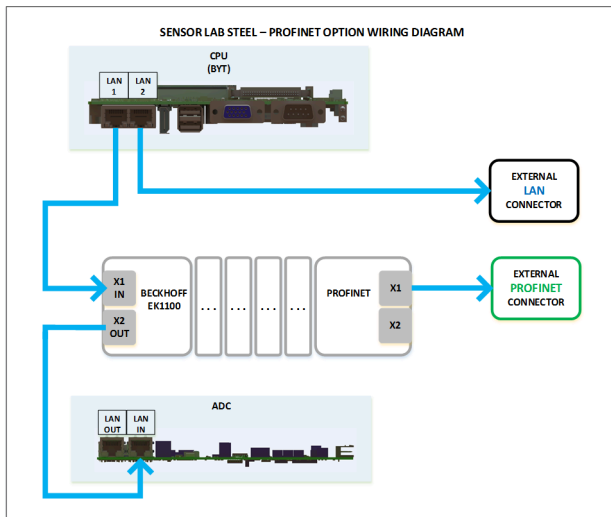 SENSOR LAB STEEL – PROFINET OPTION WIRING DIAGRAM
CPU
(BYT)
LAN
1
LAN
2
EXTERNAL
LAN
CONNECTOR
X1
IN
BECKHOFF
EK1100
X2
OUT
...
...
...
...
PROFINET
X1
X2
EXTERNAL
PROFINET
CONNECTOR
ADC
LAN
OUT
LAN
IN